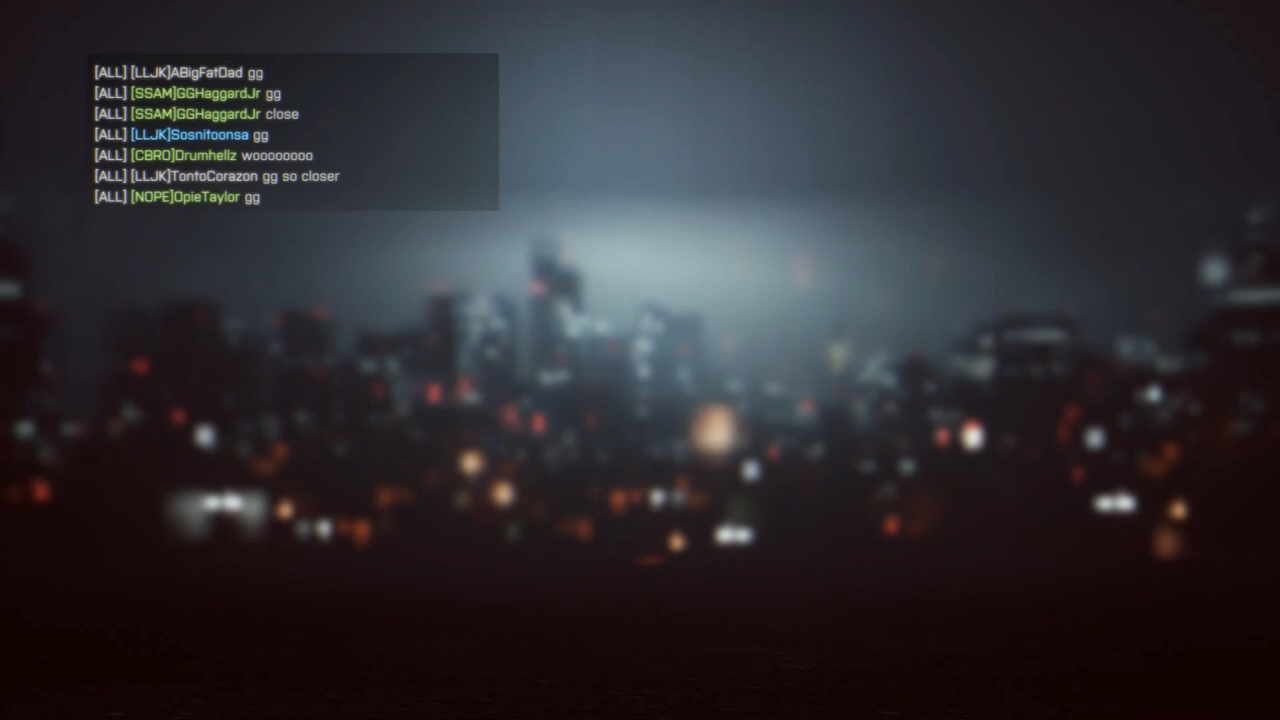 [ALL] [LLJK]ABigFatDad gg
[ALL] [SSAM]GGHaggardJr gg
[ALL] [SSAM]GGHaggardJr close
[ALL] [LLJK]Sosnitoonsa gg
[ALL] [CBRO]Drumhellz woooooooo
[ALL] [LLJK]TontoCorazon gg so closer
[ALL] [NOPE]OpieTaylor gg